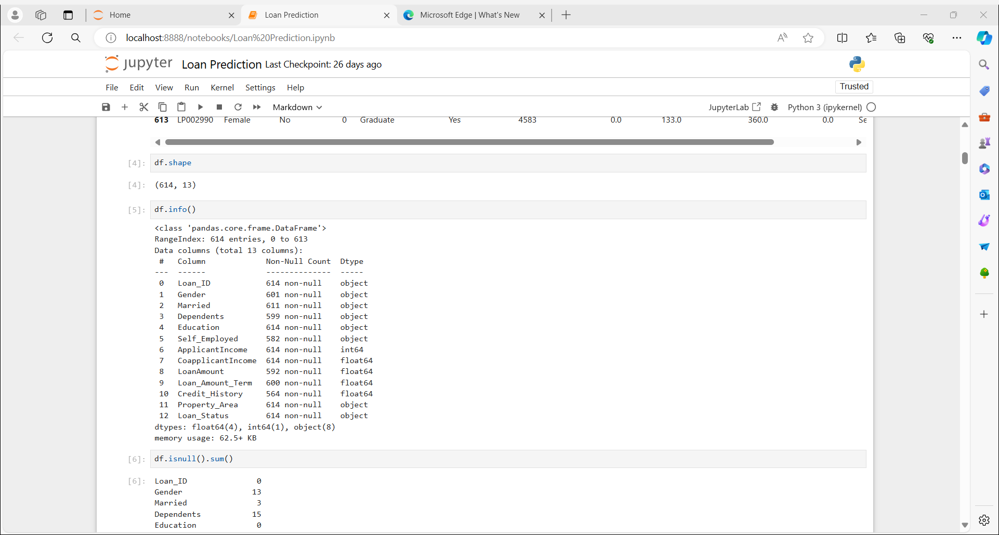 Home
Loan Prediction
Microsoft Edge | What's New
localhost:8888/notebooks/Loan%20Prediction.ipynb
jupyter Loan Prediction Last Checkpoint: 26 days ago
File Edit View Run Kernel Settings Help
Trusted
Markdown
JupyterLab
Python 3 (ipykernel)
613 LP002990 Female No 0 Graduate Yes 4583 0.0 133.0 360.0 0.0 Se
[4]: df.shape
[4]: (614, 13)
[5]: df.info()
<class 'pandas.core.frame.DataFrame'>
RangeIndex: 614 entries, 0 to 613
Data columns (total 13 columns):
# Column Non-Null Count Dtype
--- ------ -------------- -----
0 Loan_ID 614 non-null object
1 Gender 601 non-null object
2 Married 611 non-null object
3 Dependents 599 non-null object
4 Education 614 non-null object
5 Self_Employed 582 non-null object
6 ApplicantIncome 614 non-null int64
7 CoapplicantIncome 614 non-null float64
8 LoanAmount 592 non-null float64
9 Loan_Amount_Term 600 non-null float64
10 Credit_History 564 non-null float64
11 Property_Area 614 non-null object
12 Loan_Status 614 non-null object
dtypes: float64(4), int64(1), object(8)
memory usage: 62.5+ KB
[6]: df.isnull().sum()
[6]: Loan_ID 0
Gender 13
Married 3
Dependents 15
Education 0